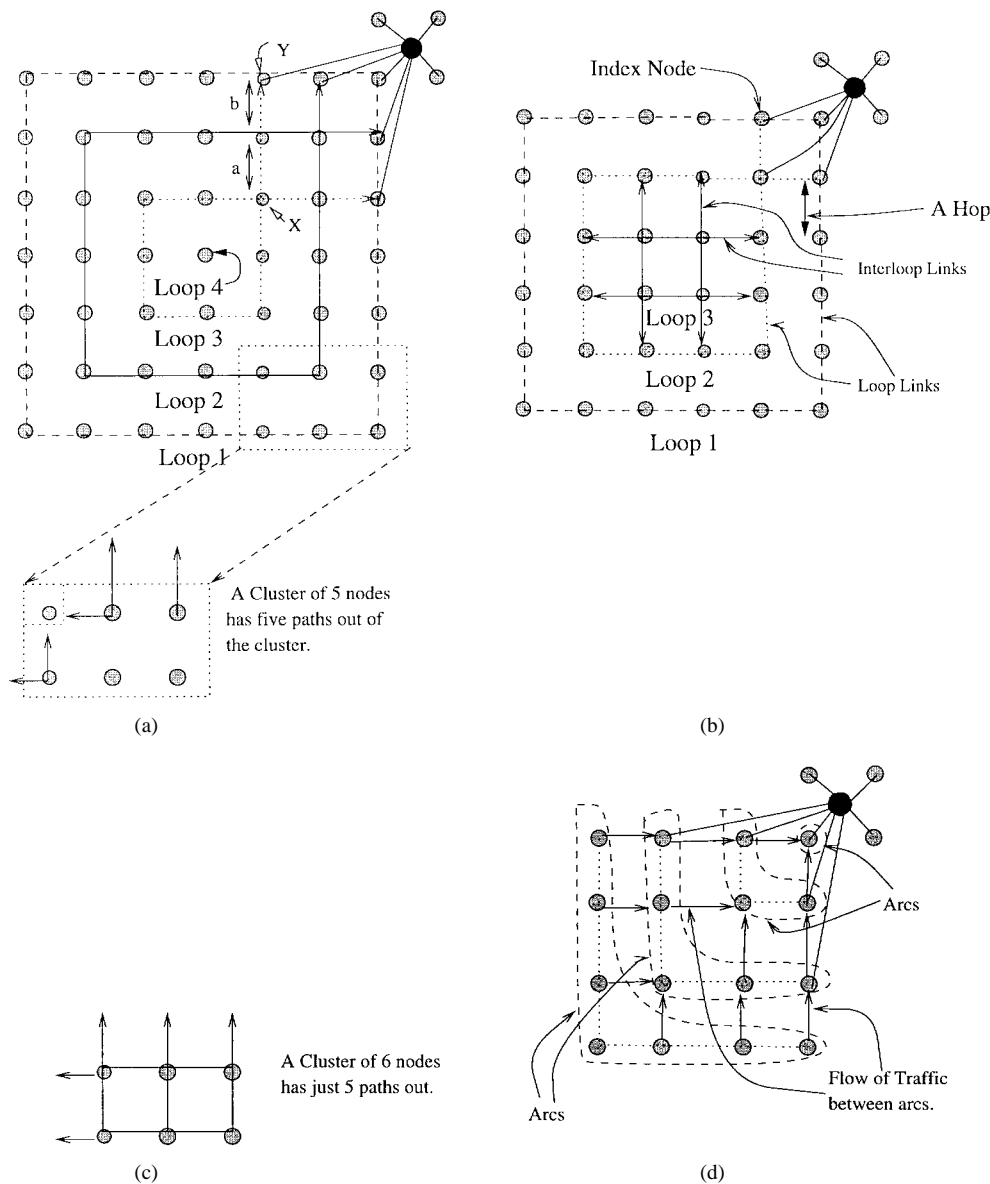 Y
b
a
X
Loop 4
Loop 3
Loop 2
Loop 1
A Cluster of 5 nodes
has five paths out of
the cluster.
(a)
Index Node
A Hop
Interloop Links
Loop 3
Loop 2
Loop Links
Loop 1
(b)
A Cluster of 6 nodes
has just 5 paths out.
(c)
Arcs
Flow of Traffic
between arcs.
Arcs
(d)